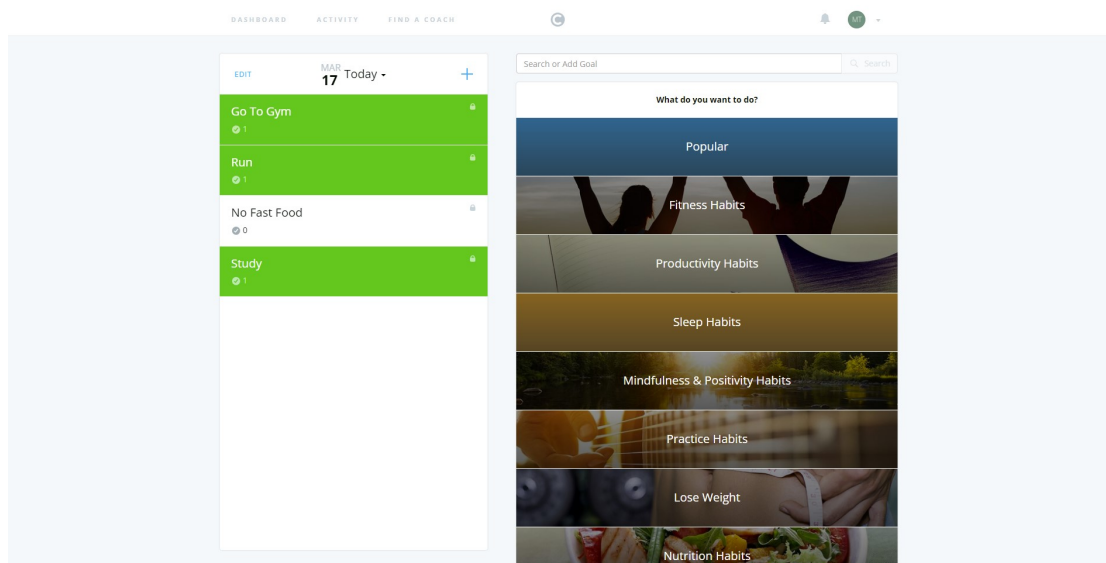 DASHBOARD ACTIVITY FIND A COACH
MT
EDIT
MAR
17 Today
Go To Gym
1
Run
1
No Fast Food
0
Study
1
Search or Add Goal
Search
What do you want to do?
Popular
Fitness Habits
Productivity Habits
Sleep Habits
Mindfulness & Positivity Habits
Practice Habits
Lose Weight
Nutrition Habits